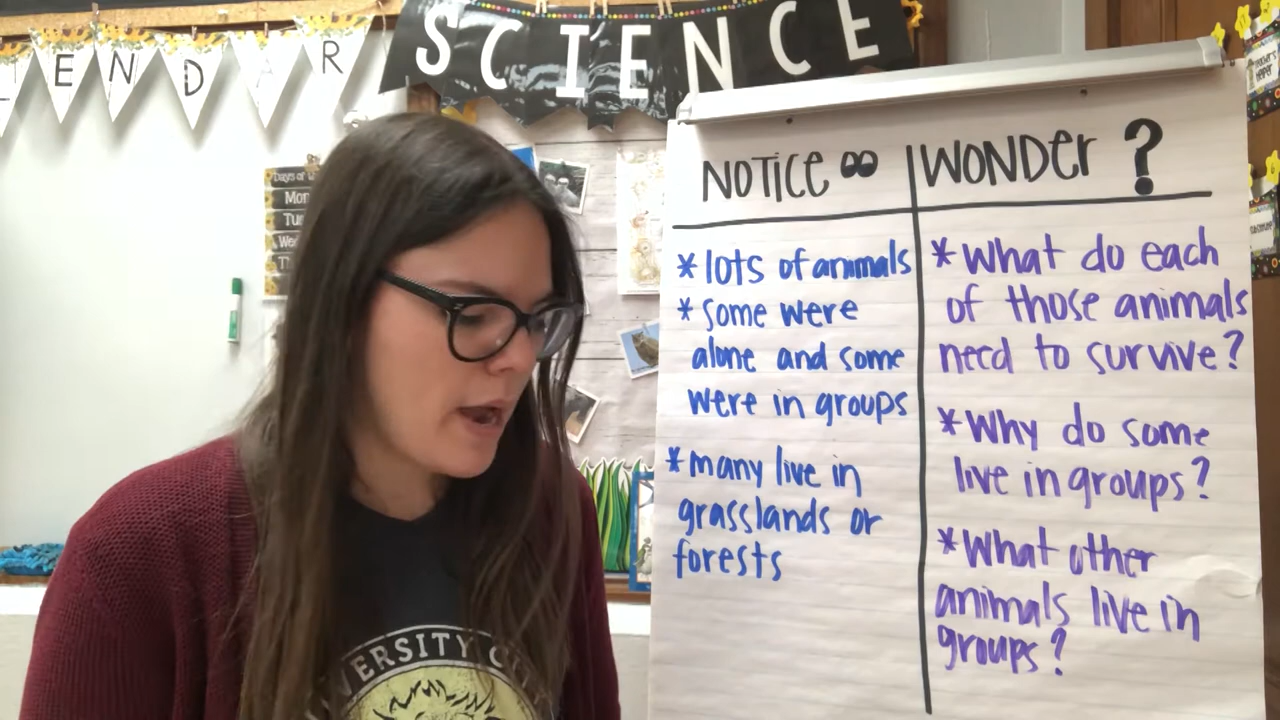 ENDAR
SCIENCE
Days of
Mon
Tue
We
Th
NOTICE
WONDER ?
*lots of animals
*some were
alone and some
were in groups
*many live in
grasslands or
forests
*What do each
of those animals
need to survive?
*Why do some
live in groups?
*What other
animals live in
groups?
VERSITY